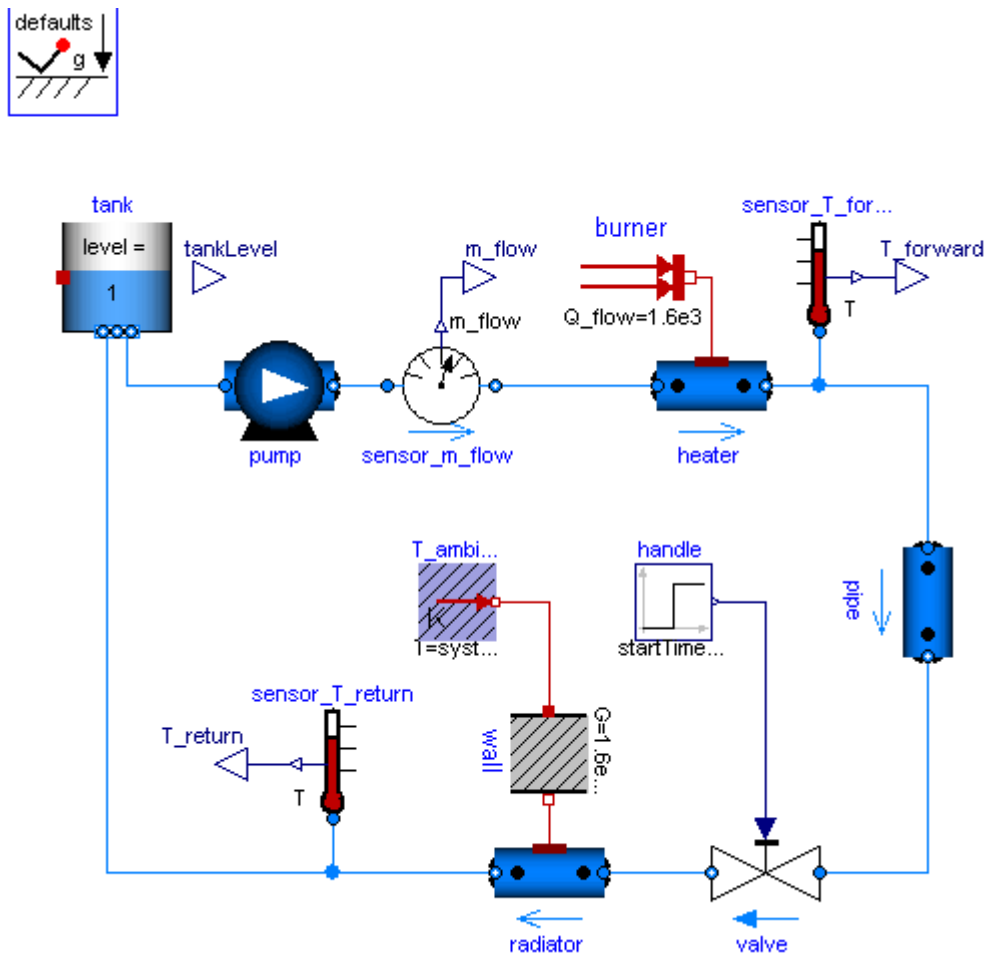 defaults
g
tank
level =
1
tankLevel
m_flow
m_flow
burner
Q_flow=1.6e3
sensor_T_for...
T_forward
T
pump
sensor_m_flow
heater
T_ambi...
K
T=syst...
handle
startTime...
pipe
sensor_T_return
T_return
T
wall
G=1.6e...
radiator
valve